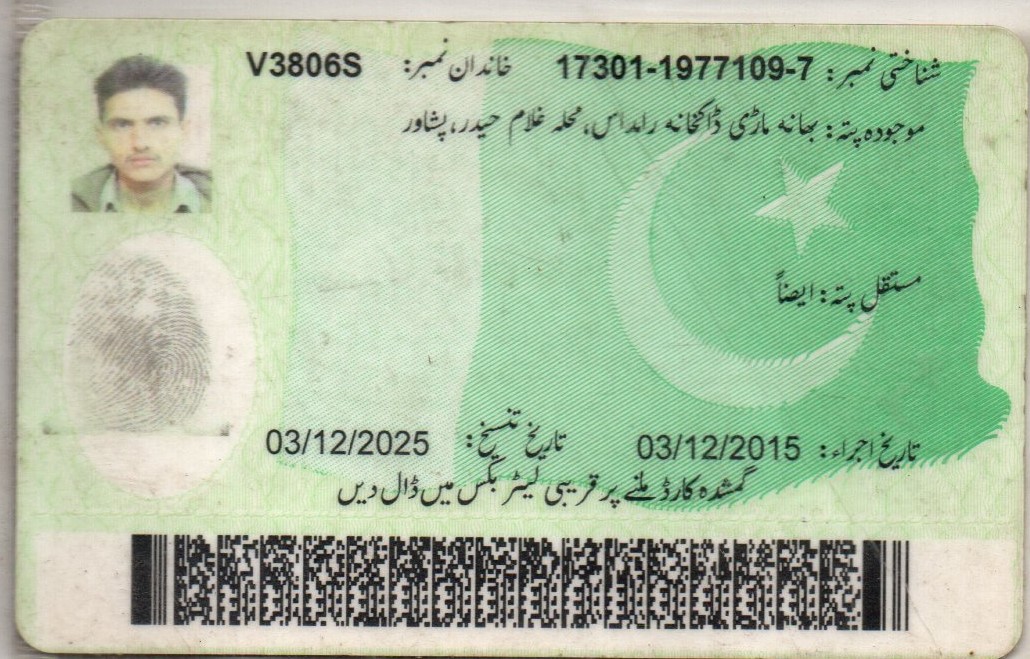 شناختی نمبر: 17301-1977109-7 خاندان نمبر: V3806S
موجودہ پتہ: بھانہ ماڑی ڈاکخانہ رامداس، محلہ غلام حیدر، پشاور
مستقل پتہ: ایضاً
تاریخ اجراء: 03/12/2015 تاریخ تنسیخ: 03/12/2025
گمشدہ کارڈ ملنے پر قریبی لیٹر بکس میں ڈال دیں